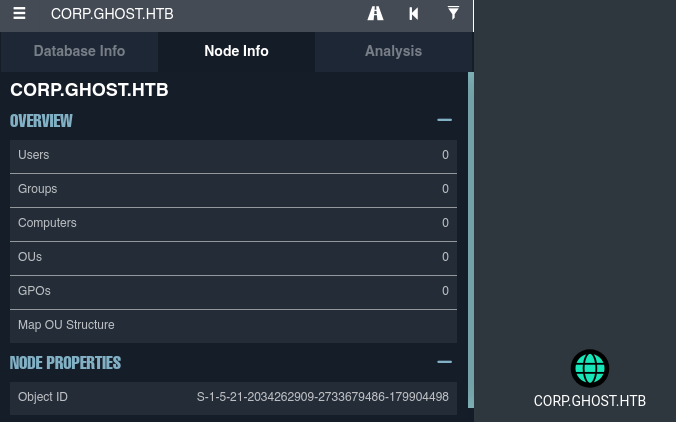 CORP.GHOST.HTB
Database Info Node Info Analysis
CORP.GHOST.HTB
OVERVIEW
Users 0
Groups 0
Computers 0
OUs 0
GPOs 0
Map OU Structure
NODE PROPERTIES
Object ID S-1-5-21-2034262909-2733679486-179904498
CORP.GHOST.HTB